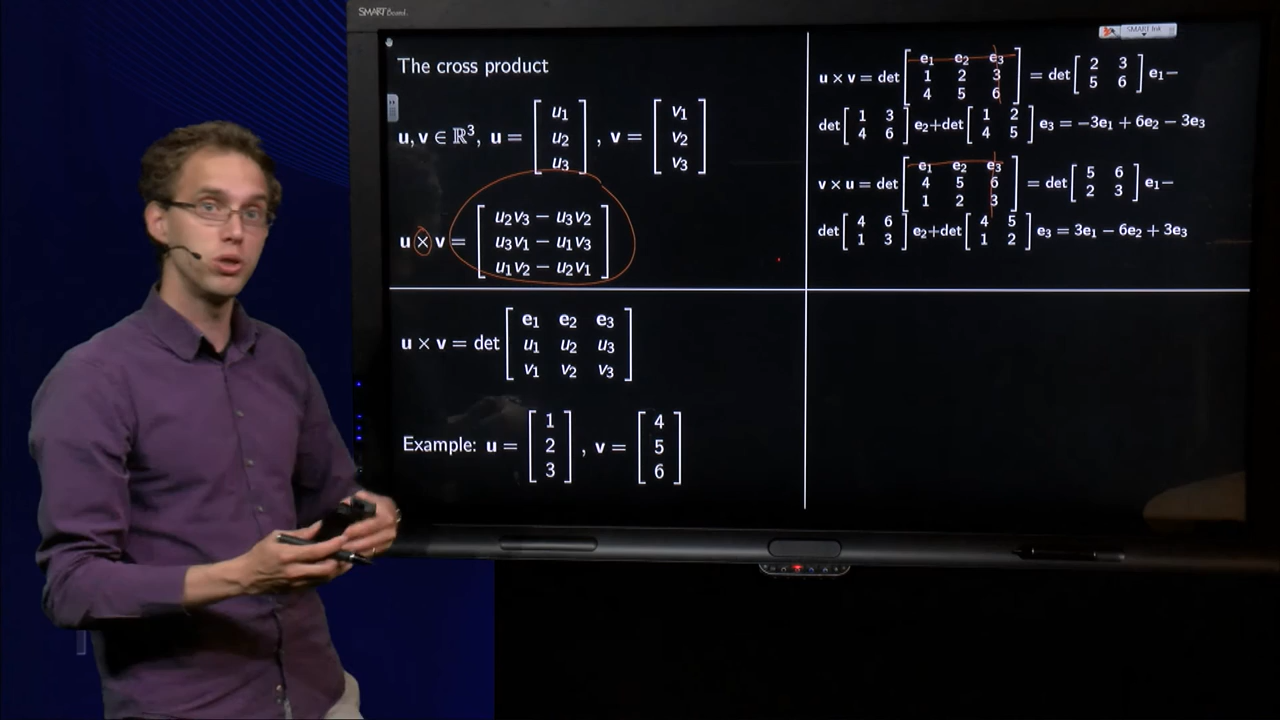 SMART Board
SMART Ink
The cross product
u, v ∈ ℝ³, u = [ u₁ u₂ u₃ ], v = [ v₁ v₂ v₃ ]
u × v = [ u₂v₃ − u₃v₂
u₃v₁ − u₁v₃
u₁v₂ − u₂v₁ ]
u × v = det [ e₁ e₂ e₃
u₁ u₂ u₃
v₁ v₂ v₃ ]
Example: u = [ 1 2 3 ], v = [ 4 5 6 ]
u × v = det [ e₁ e₂ e₃
1 2 3
4 5 6 ] = det [ 2 3 5 6 ] e₁−
det [ 1 3 4 6 ] e₂+det [ 1 2 4 5 ] e₃ = −3e₁ + 6e₂ − 3e₃
v × u = det [ e₁ e₂ e₃
4 5 6
1 2 3 ] = det [ 5 6 2 3 ] e₁−
det [ 4 6 1 3 ] e₂+det [ 4 5 1 2 ] e₃ = 3e₁ − 6e₂ + 3e₃